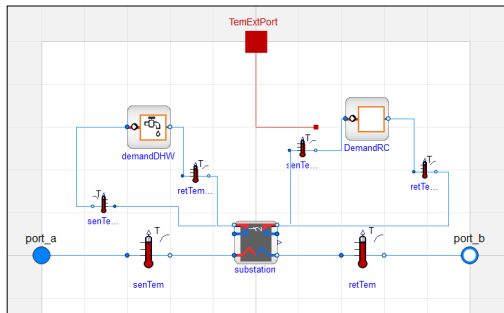 TemExtPort
T
demandDHW
T
senTe...
DemandRC
T
retTem...
T
retTe...
T
senTe...
port_a
T
senTem
substation
T
retTem
port_b